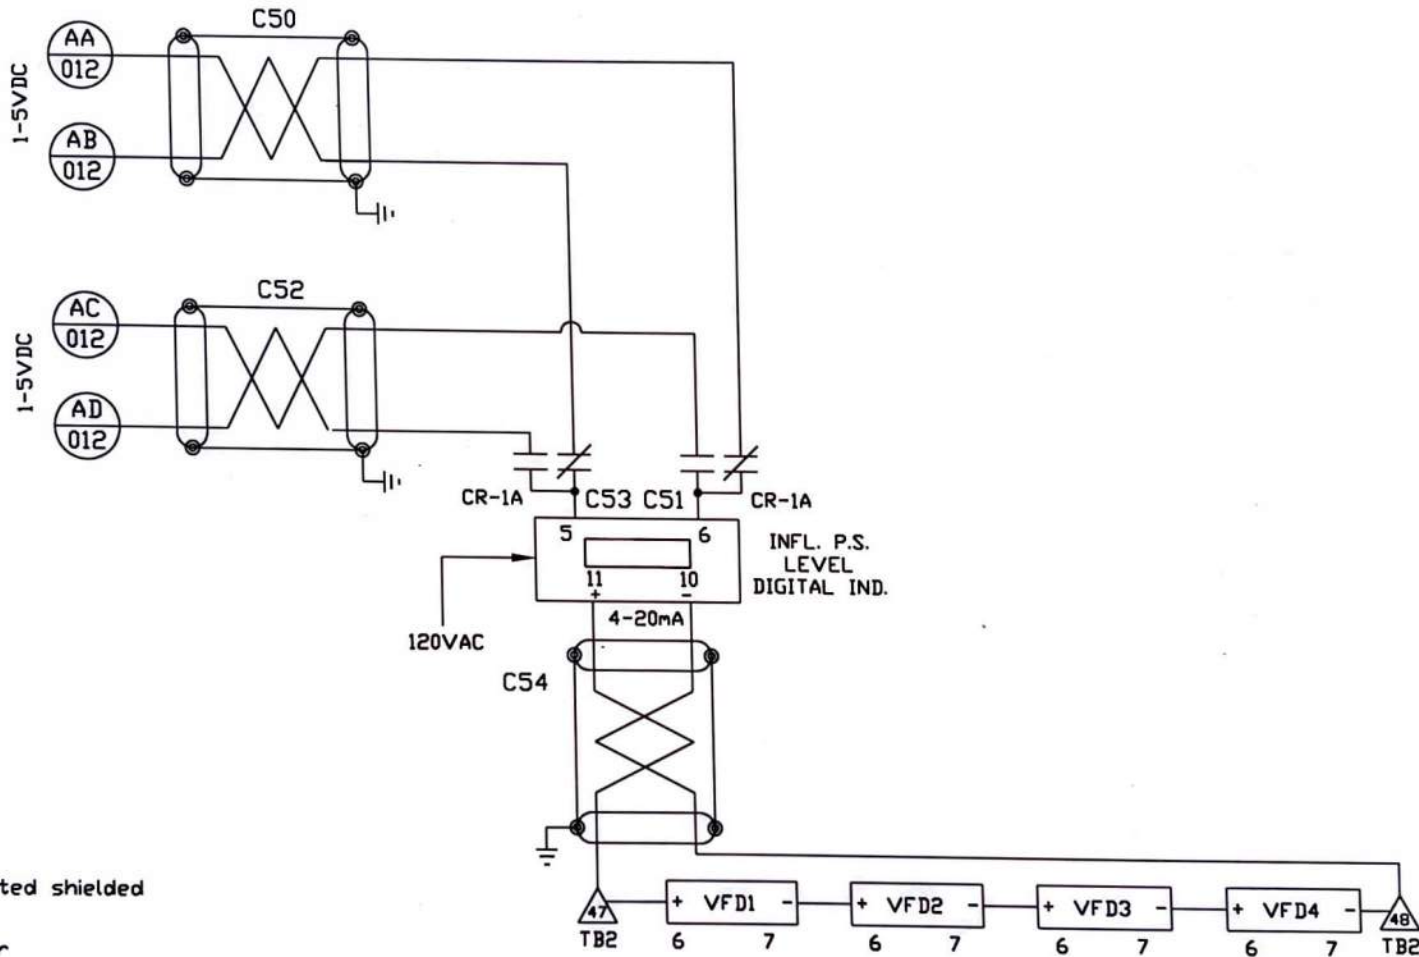 C50
AA
012
1-5VDC
AB
012
C52
AC
012
1-5VDC
AD
012
CR-1A
C53
C51
CR-1A
5
6
11
10
+
-
INFL. P.S.
LEVEL
DIGITAL IND.
4-20mA
120VAC
C54
ted shielded
r
47
TB2
+ VFD1 -
6 7
+ VFD2 -
6 7
+ VFD3 -
6 7
+ VFD4 -
6 7
48
TB2